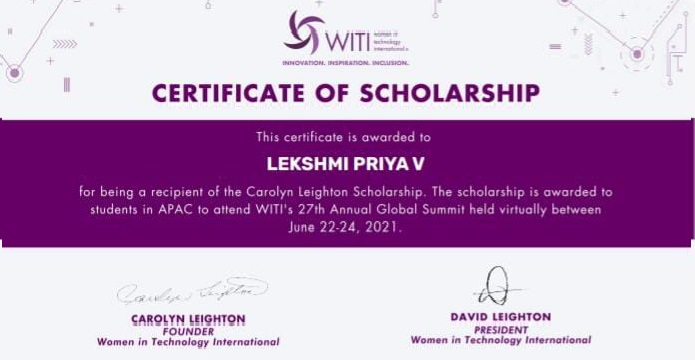 WITI women in technology international
INNOVATION. INSPIRATION. INCLUSION.
CERTIFICATE OF SCHOLARSHIP
This certificate is awarded to
LEKSHMI PRIYA V
for being a recipient of the Carolyn Leighton Scholarship. The scholarship is awarded to
students in APAC to attend WITI's 27th Annual Global Summit held virtually between
June 22-24, 2021.
Carolyn Leighton
CAROLYN LEIGHTON
FOUNDER
Women in Technology International
DAVID LEIGHTON
PRESIDENT
Women in Technology International